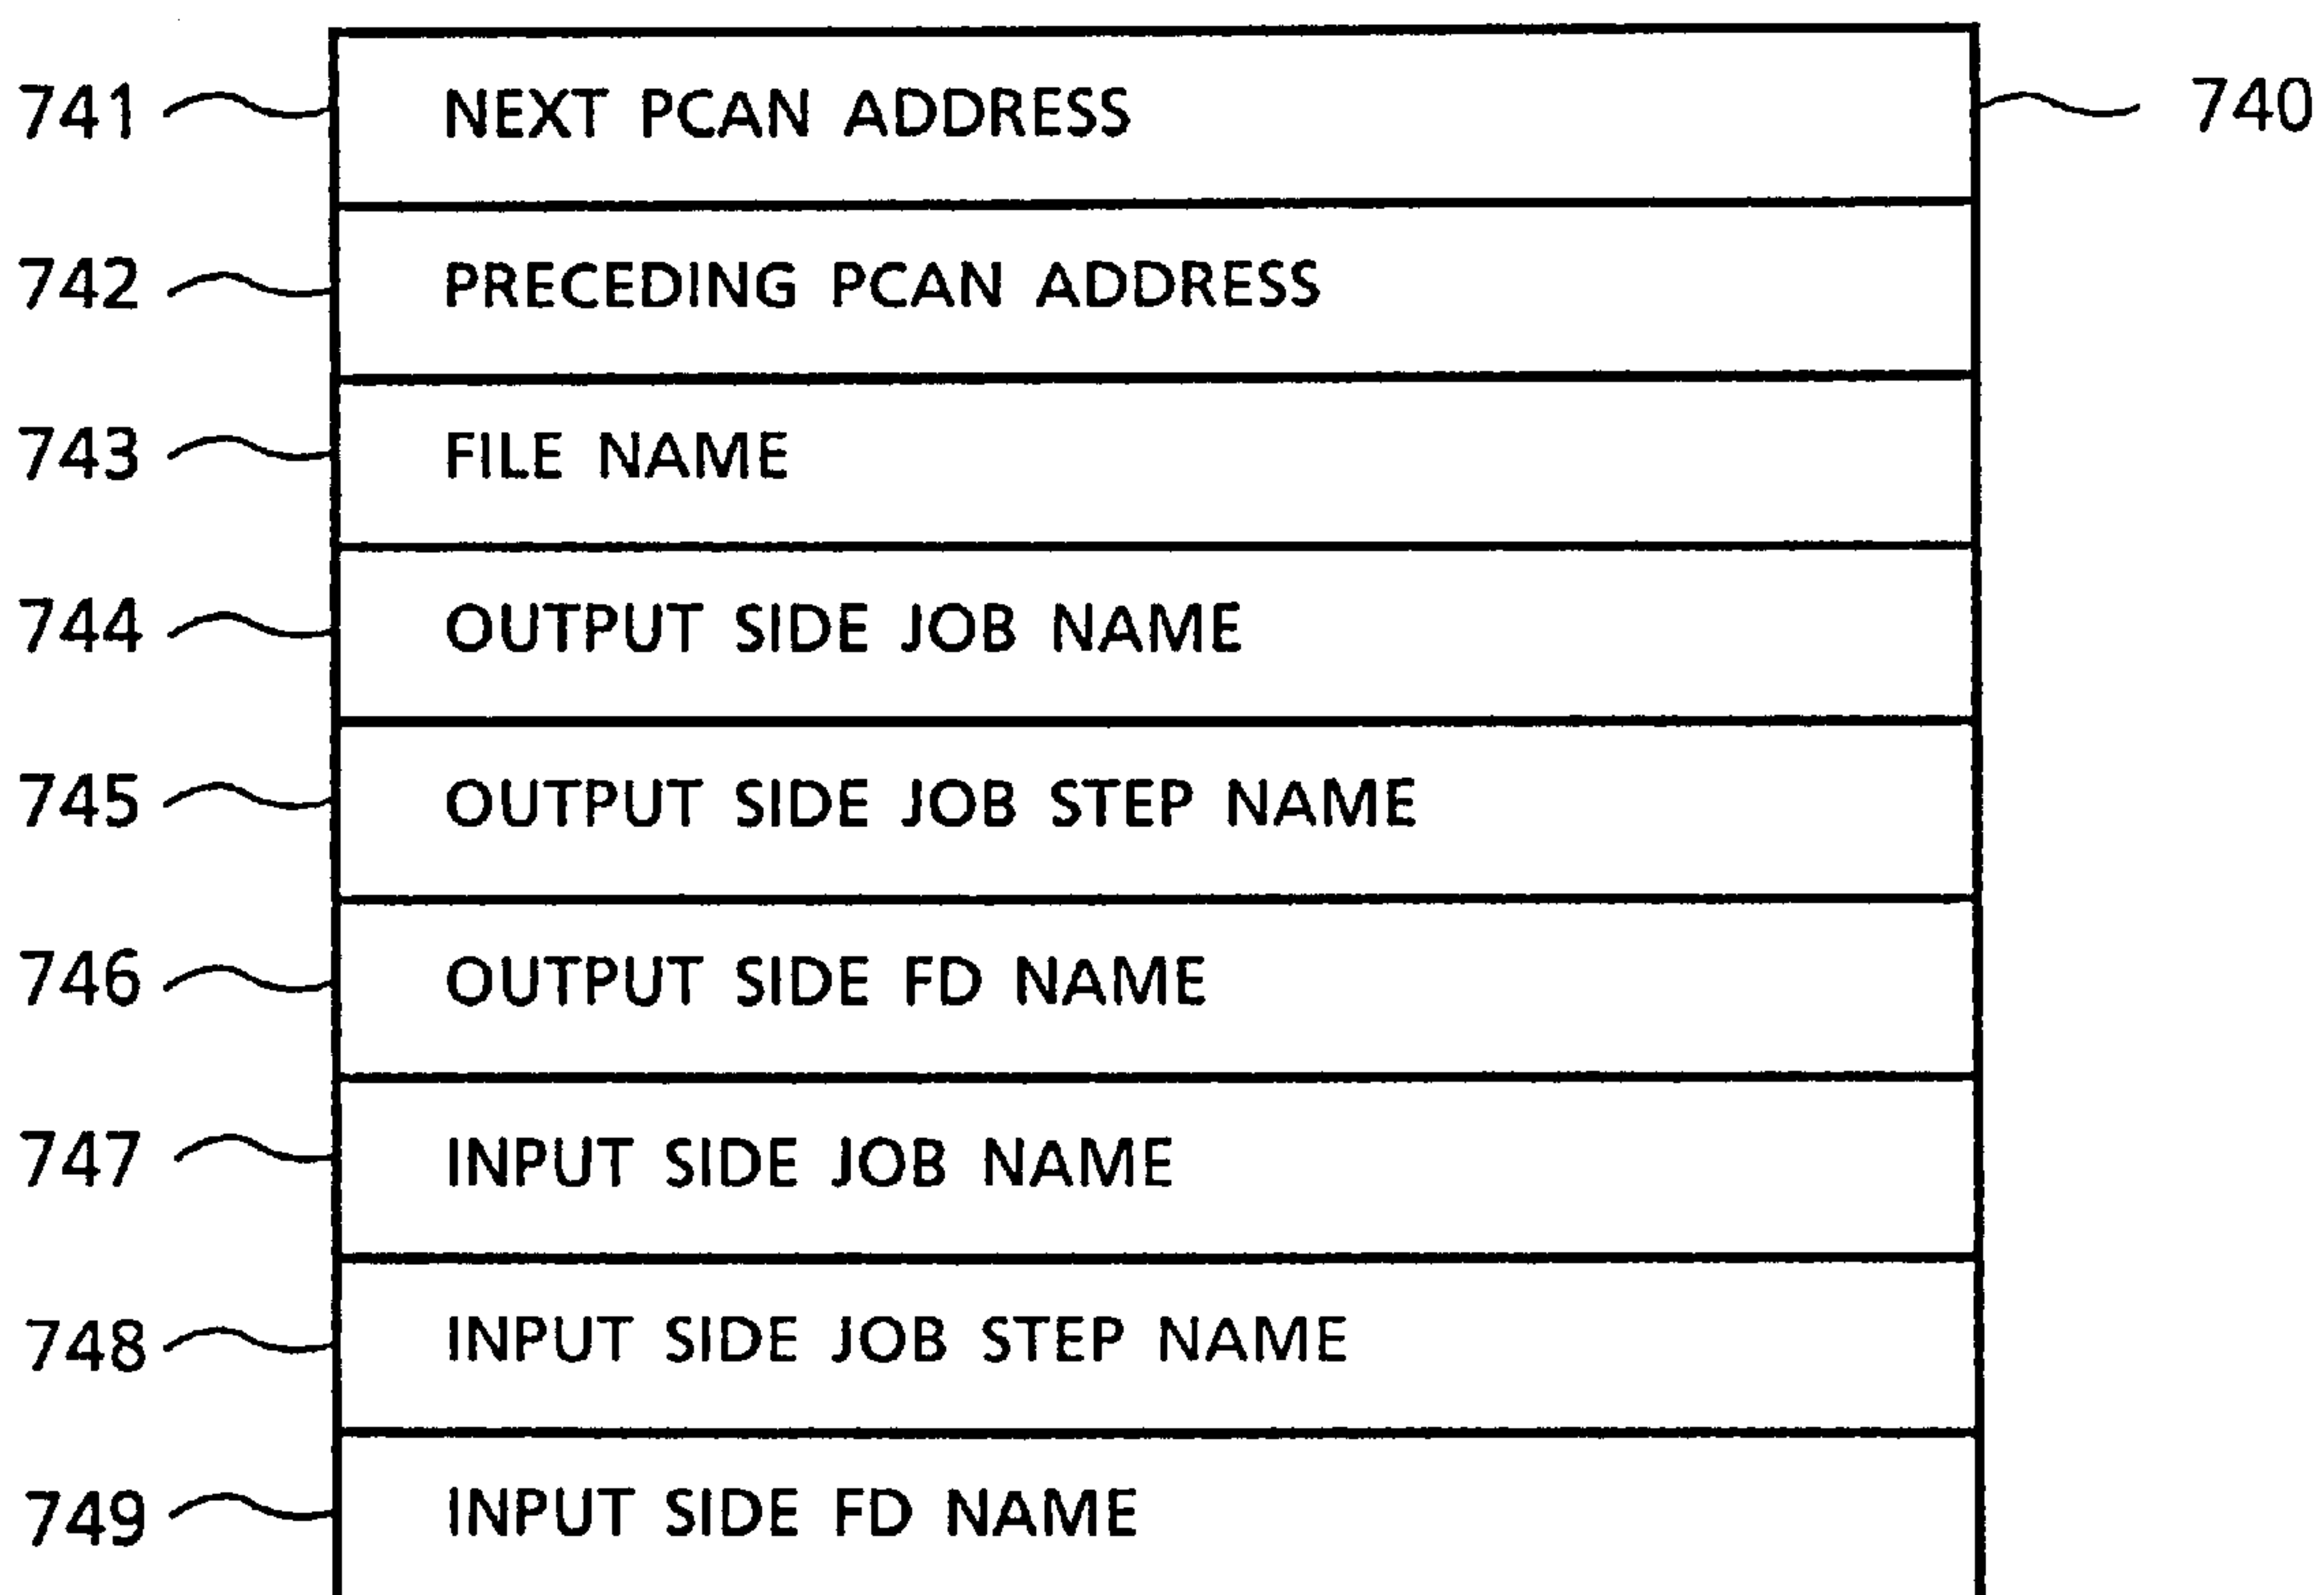 741 NEXT PCAN ADDRESS 740
742 PRECEDING PCAN ADDRESS
743 FILE NAME
744 OUTPUT SIDE JOB NAME
745 OUTPUT SIDE JOB STEP NAME
746 OUTPUT SIDE FD NAME
747 INPUT SIDE JOB NAME
748 INPUT SIDE JOB STEP NAME
749 INPUT SIDE FD NAME